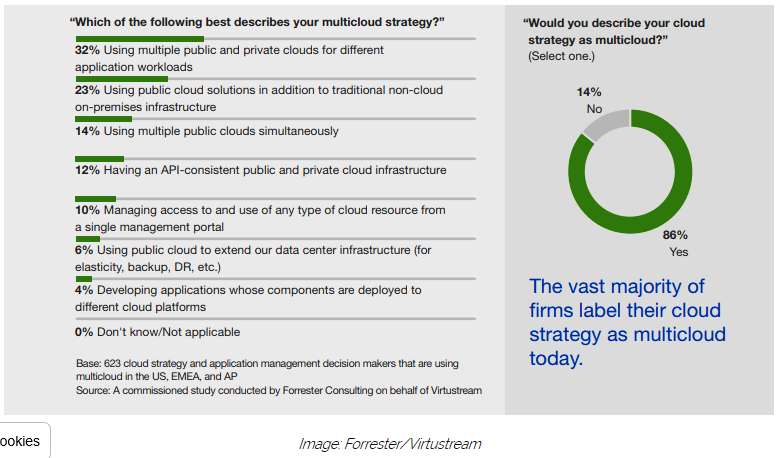 “Which of the following best describes your multicloud strategy?”
32% Using multiple public and private clouds for different
application workloads
23% Using public cloud solutions in addition to traditional non-cloud
on-premises infrastructure
14% Using multiple public clouds simultaneously
12% Having an API-consistent public and private cloud infrastructure
10% Managing access to and use of any type of cloud resource from
a single management portal
6% Using public cloud to extend our data center infrastructure (for
elasticity, backup, DR, etc.)
4% Developing applications whose components are deployed to
different cloud platforms
0% Don't know/Not applicable
Base: 623 cloud strategy and application management decision makers that are using
multicloud in the US, EMEA, and AP
Source: A commissioned study conducted by Forrester Consulting on behalf of Virtustream
“Would you describe your cloud
strategy as multicloud?”
(Select one.)
14%
No
86%
Yes
The vast majority of
firms label their cloud
strategy as multicloud
today.
ookies
Image: Forrester/Virtustream